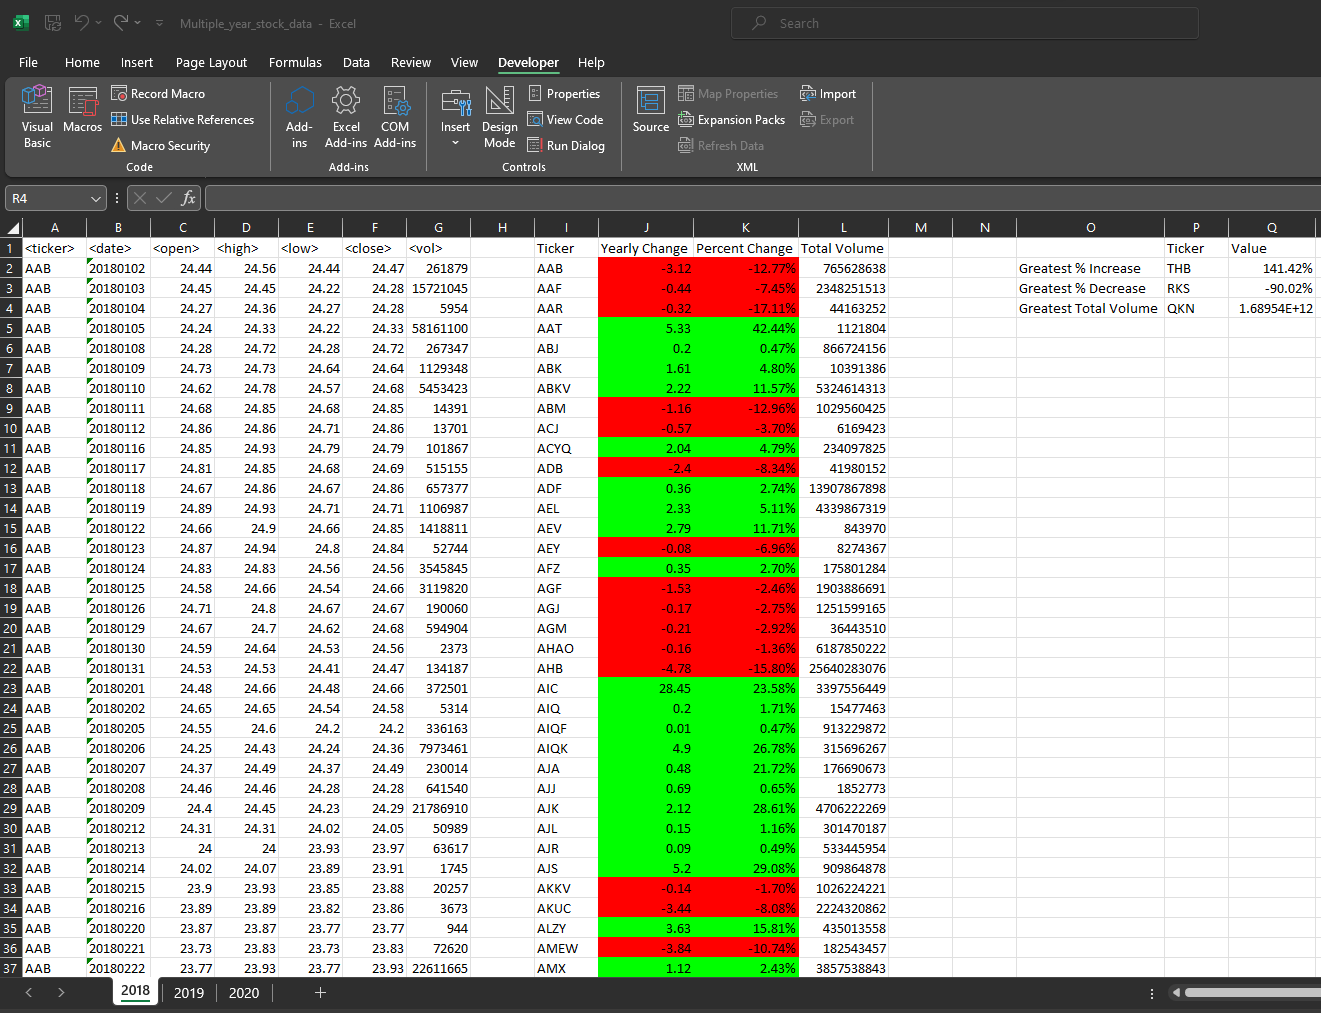 Multiple_year_stock_data - Excel
Search
File Home Insert Page Layout Formulas Data Review View Developer Help
Visual Basic
Macros
Record Macro
Use Relative References
Macro Security
Code
Add-ins
Excel Add-ins
COM Add-ins
Add-ins
Insert
Design Mode
Properties
View Code
Run Dialog
Controls
Source
Map Properties
Expansion Packs
Refresh Data
Import
Export
XML
R4 fx
A B C D E F G H I J K L M N O P Q
1 <ticker> <date> <open> <high> <low> <close> <vol> Ticker Yearly Change Percent Change Total Volume Ticker Value
2 AAB 20180102 24.44 24.56 24.44 24.47 261879 AAB -3.12 -12.77% 765628638 Greatest % Increase THB 141.42%
3 AAB 20180103 24.45 24.45 24.22 24.28 15721045 AAF -0.44 -7.45% 2348251513 Greatest % Decrease RKS -90.02%
4 AAB 20180104 24.27 24.36 24.27 24.28 5954 AAR -0.32 -17.11% 44163252 Greatest Total Volume QKN 1.68954E+12
5 AAB 20180105 24.24 24.33 24.22 24.33 58161100 AAT 5.33 42.44% 1121804
6 AAB 20180108 24.28 24.72 24.28 24.72 267347 ABJ 0.2 0.47% 866724156
7 AAB 20180109 24.73 24.73 24.64 24.64 1129348 ABK 1.61 4.80% 10391386
8 AAB 20180110 24.62 24.78 24.57 24.68 5453423 ABKV 2.22 11.57% 5324614313
9 AAB 20180111 24.68 24.85 24.68 24.85 14391 ABM -1.16 -12.96% 1029560425
10 AAB 20180112 24.86 24.86 24.71 24.86 13701 ACJ -0.57 -3.70% 6169423
11 AAB 20180116 24.85 24.93 24.79 24.79 101867 ACYQ 2.04 4.79% 234097825
12 AAB 20180117 24.81 24.85 24.68 24.69 515155 ADB -2.4 -8.34% 41980152
13 AAB 20180118 24.67 24.86 24.67 24.86 657377 ADF 0.36 2.74% 13907867898
14 AAB 20180119 24.89 24.93 24.71 24.71 1106987 AEL 2.33 5.11% 4339867319
15 AAB 20180122 24.66 24.9 24.66 24.85 1418811 AEV 2.79 11.71% 843970
16 AAB 20180123 24.87 24.94 24.8 24.84 52744 AEY -0.08 -6.96% 8274367
17 AAB 20180124 24.83 24.83 24.56 24.56 3545845 AFZ 0.35 2.70% 175801284
18 AAB 20180125 24.58 24.66 24.54 24.66 3119820 AGF -1.53 -2.46% 1903886691
19 AAB 20180126 24.71 24.8 24.67 24.67 190060 AGJ -0.17 -2.75% 1251599165
20 AAB 20180129 24.67 24.7 24.62 24.68 594904 AGM -0.21 -2.92% 36443510
21 AAB 20180130 24.59 24.64 24.53 24.56 2373 AHAO -0.16 -1.36% 6187850222
22 AAB 20180131 24.53 24.53 24.41 24.47 134187 AHB -4.78 -15.80% 25640283076
23 AAB 20180201 24.48 24.66 24.48 24.66 372501 AIC 28.45 23.58% 3397556449
24 AAB 20180202 24.65 24.65 24.54 24.58 5314 AIQ 0.2 1.71% 15477463
25 AAB 20180205 24.55 24.6 24.2 24.2 336163 AIQF 0.01 0.47% 913229872
26 AAB 20180206 24.25 24.43 24.24 24.36 7973461 AIQK 4.9 26.78% 315696267
27 AAB 20180207 24.37 24.49 24.37 24.49 230014 AJA 0.48 21.72% 176690673
28 AAB 20180208 24.46 24.46 24.28 24.28 641540 AJJ 0.69 0.65% 1852773
29 AAB 20180209 24.4 24.45 24.23 24.29 21786910 AJK 2.12 28.61% 4706222269
30 AAB 20180212 24.31 24.31 24.02 24.05 50989 AJL 0.15 1.16% 301470187
31 AAB 20180213 24 24 23.93 23.97 63617 AJR 0.09 0.49% 533445954
32 AAB 20180214 24.02 24.07 23.89 23.91 1745 AJS 5.2 29.08% 909864878
33 AAB 20180215 23.9 23.93 23.85 23.88 20257 AKKV -0.14 -1.70% 1026224221
34 AAB 20180216 23.89 23.89 23.82 23.86 3673 AKUC -3.44 -8.08% 2224320862
35 AAB 20180220 23.87 23.87 23.77 23.77 944 ALZY 3.63 15.81% 435013558
36 AAB 20180221 23.73 23.83 23.73 23.83 72620 AMEW -3.84 -10.74% 182543457
37 AAB 20180222 23.77 23.93 23.77 23.93 22611665 AMX 1.12 2.43% 3857538843
2018 2019 2020